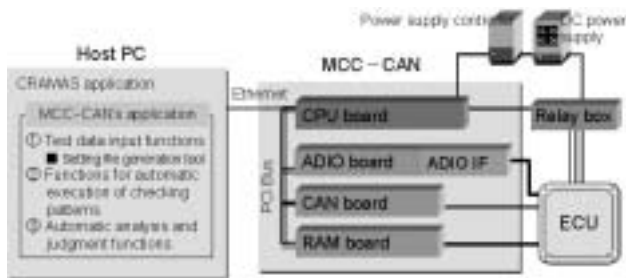 Power supply controller
DC power
supply
Host PC
MCC – CAN
CRAMAS application
Ethernet
MCC-CAN's application
CPU board
Relay box
① Test data input functions
■ Setting the generation tool
② Functions for automatic
execution of checking
patterns
③ Automatic analysis and
judgment functions
PCI Bus
ADIO board
ADIO IF
CAN board
RAM board
ECU